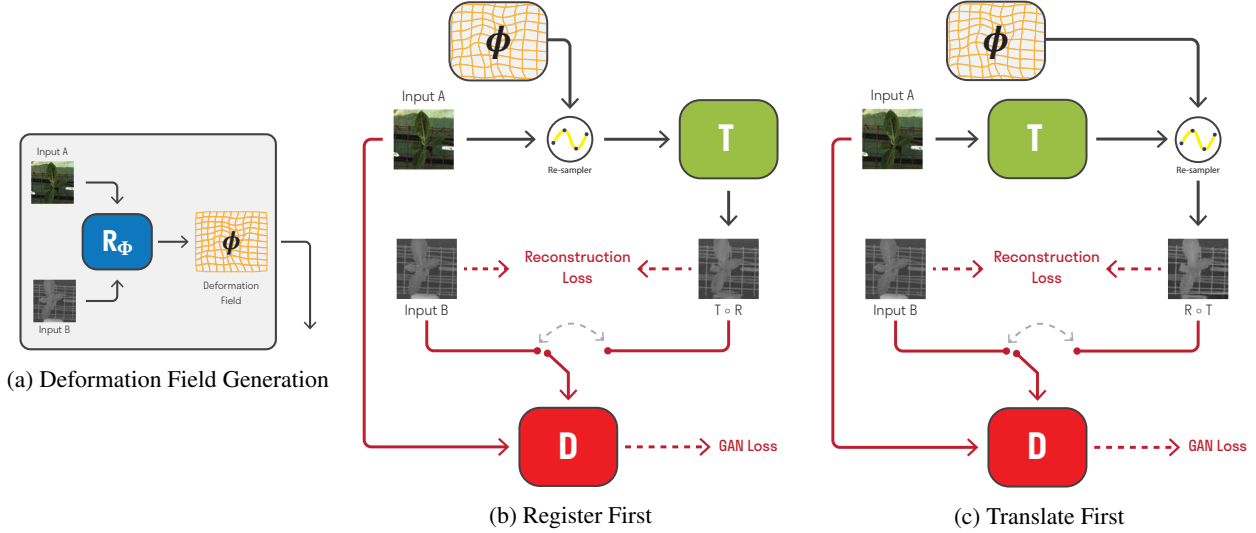 Input A
R_Φ
ϕ
Deformation
Field
Input B
(a) Deformation Field Generation
ϕ
Input A
Re-sampler
T
Reconstruction
Loss
Input B
T ∘ R
D
GAN Loss
(b) Register First
ϕ
Input A
T
Re-sampler
Reconstruction
Loss
Input B
R ∘ T
D
GAN Loss
(c) Translate First